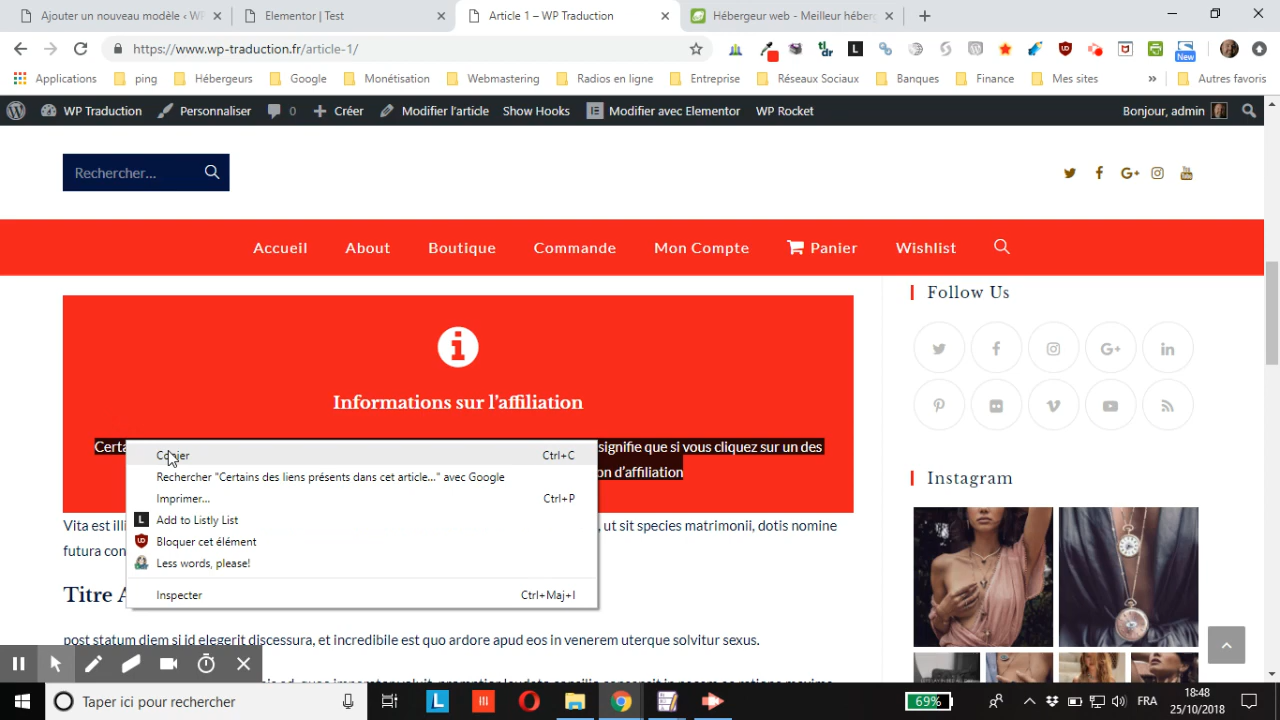 Ajouter un nouveau modèle ‹ WP
Elementor | Test
Article 1 – WP Traduction
Hébergeur web - Meilleur héberg
https://www.wp-traduction.fr/article-1/
New
Applications
ping
Hébergeurs
Google
Monétisation
Webmastering
Radios en ligne
Entreprise
Réseaux Sociaux
Banques
Finance
Mes sites
»
Autres favoris
WP Traduction
Personnaliser
0
Créer
Modifier l'article
Show Hooks
Modifier avec Elementor
WP Rocket
Bonjour, admin
Rechercher...
Accueil
About
Boutique
Commande
Mon Compte
Panier
Wishlist
Follow Us
Informations sur l'affiliation
signifie que si vous cliquez sur un des
d'affiliation
Copier Ctrl+C
Rechercher "Certains des liens présents dans cet article..." avec Google
Imprimer... Ctrl+P
Add to Listly List
Bloquer cet élément
Less words, please!
Inspecter Ctrl+Maj+I
Instagram
Vita est , ut sit species matrimonii, dotis nomine
futura
Titre
post statum diem si id elegerit discessura, et incredibile est quo ardore apud eos in venerem uterque solvitur sexus.
Taper ici pour rechercher
69%
FRA
18:48
25/10/2018